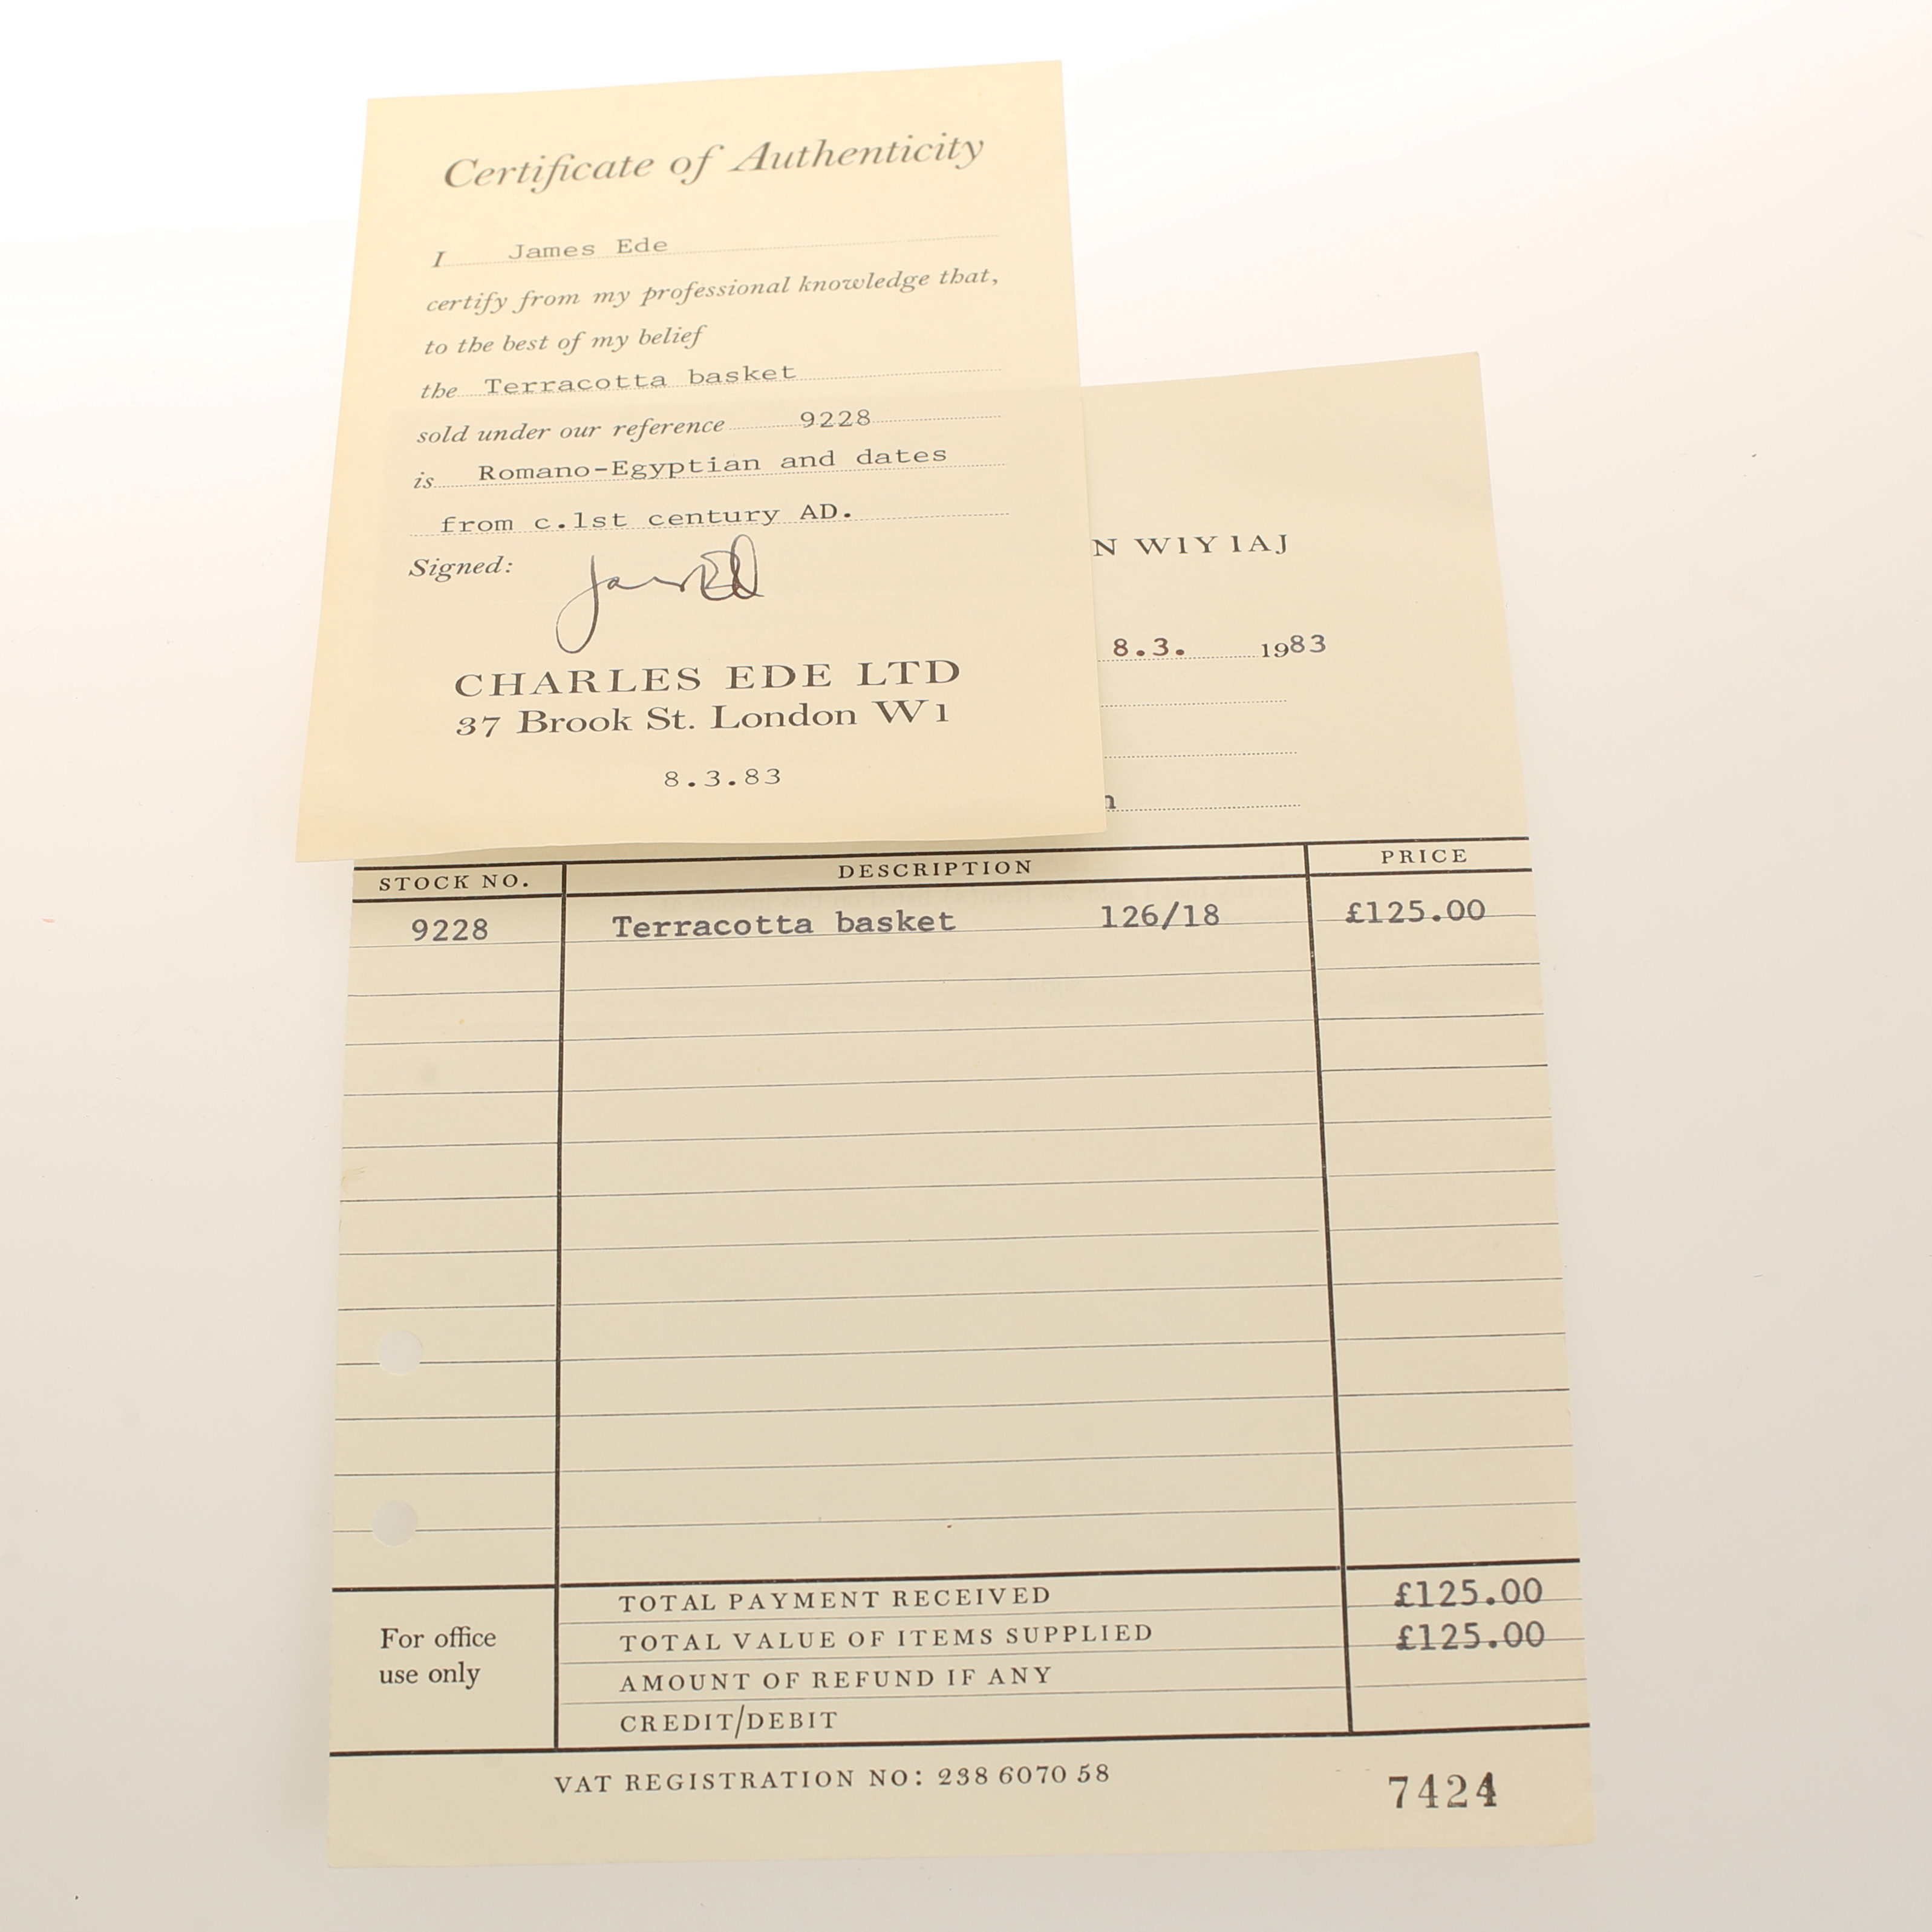 Certificate of Authenticity
I James Ede
certify from my professional knowledge that,
to the best of my belief
the Terracotta basket
sold under our reference 9228
is Romano-Egyptian and dates
from c.1st century AD.
Signed:
CHARLES EDE LTD
37 Brook St. London W1
8.3.83
N W1Y 1AJ
8.3. 1983
n
STOCK NO. DESCRIPTION PRICE
9228 Terracotta basket 126/18 £125.00
TOTAL PAYMENT RECEIVED £125.00
TOTAL VALUE OF ITEMS SUPPLIED £125.00
AMOUNT OF REFUND IF ANY
CREDIT/DEBIT
For office
use only
VAT REGISTRATION NO: 238 6070 58
7424